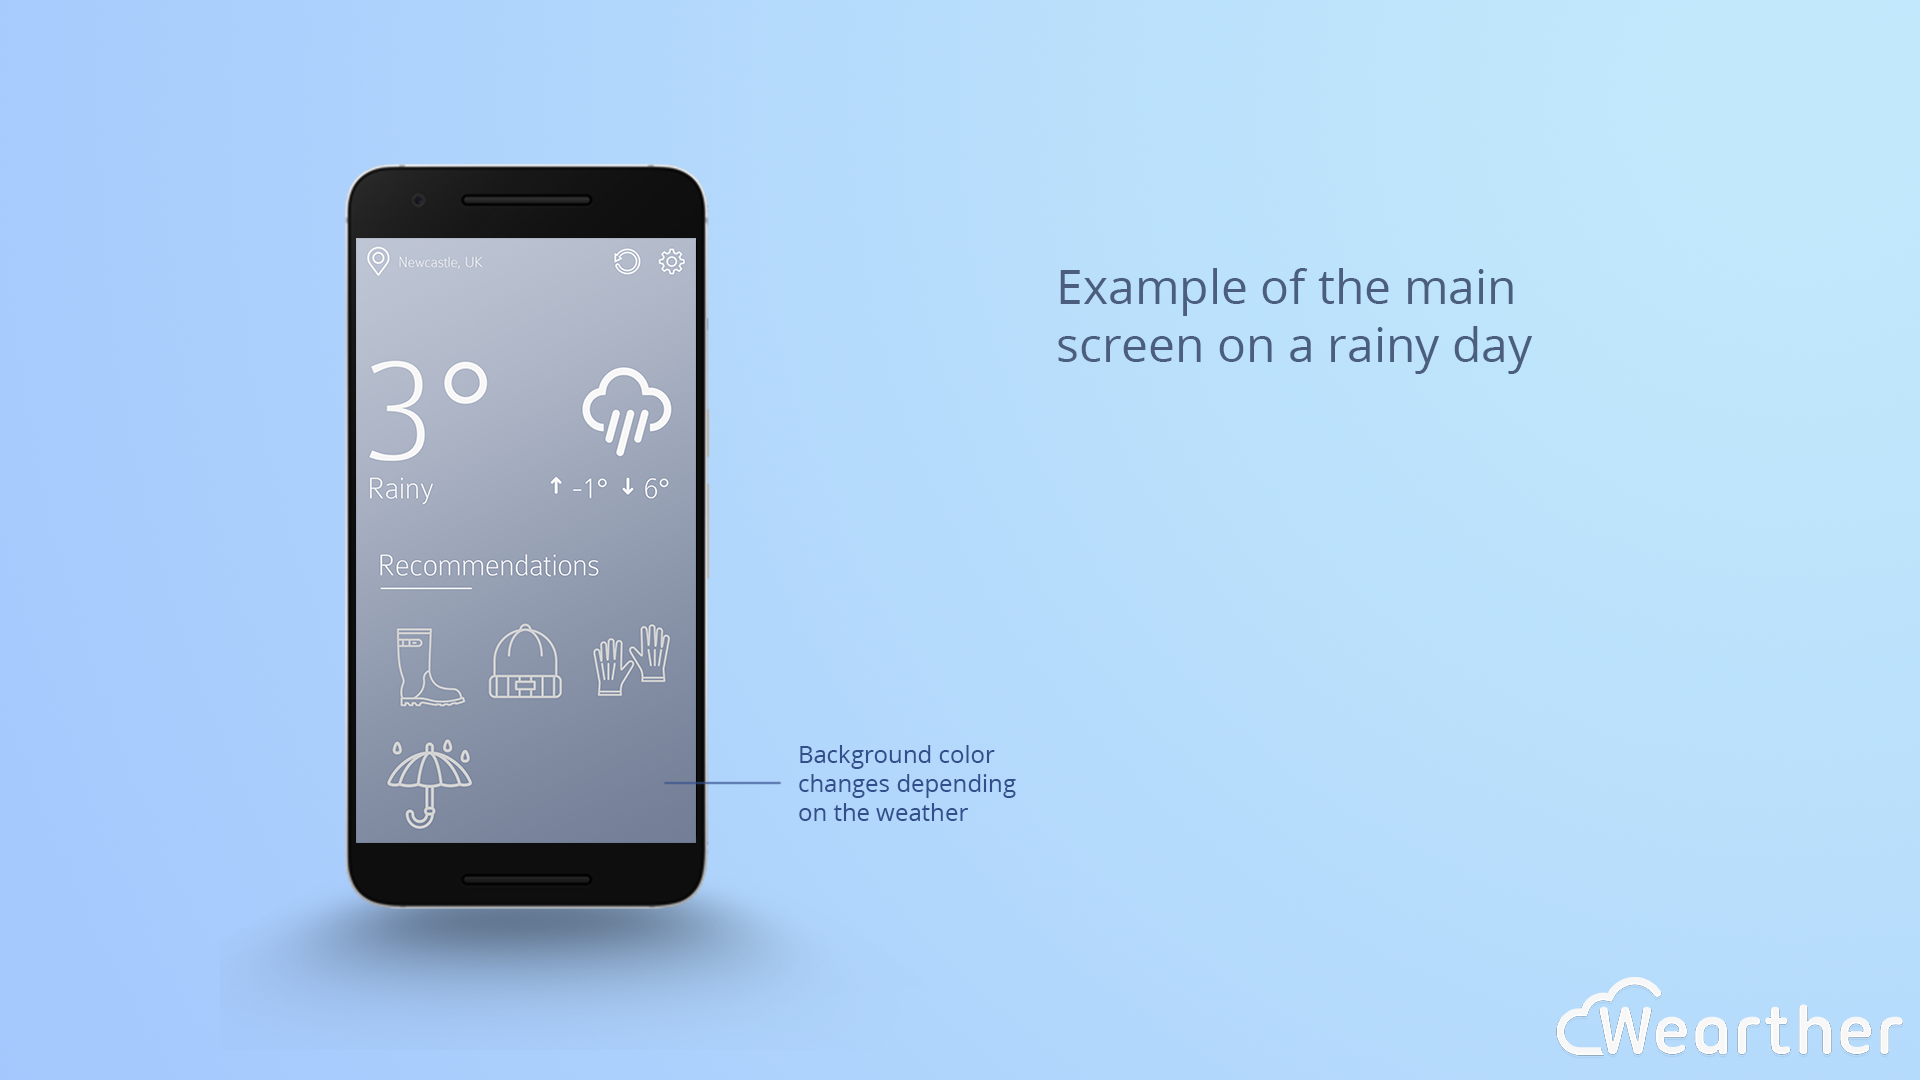 Newcastle, UK
3°
Rainy
↑ -1° ↓ 6°
Recommendations
Example of the main
screen on a rainy day
Background color
changes depending
on the weather
Wearther